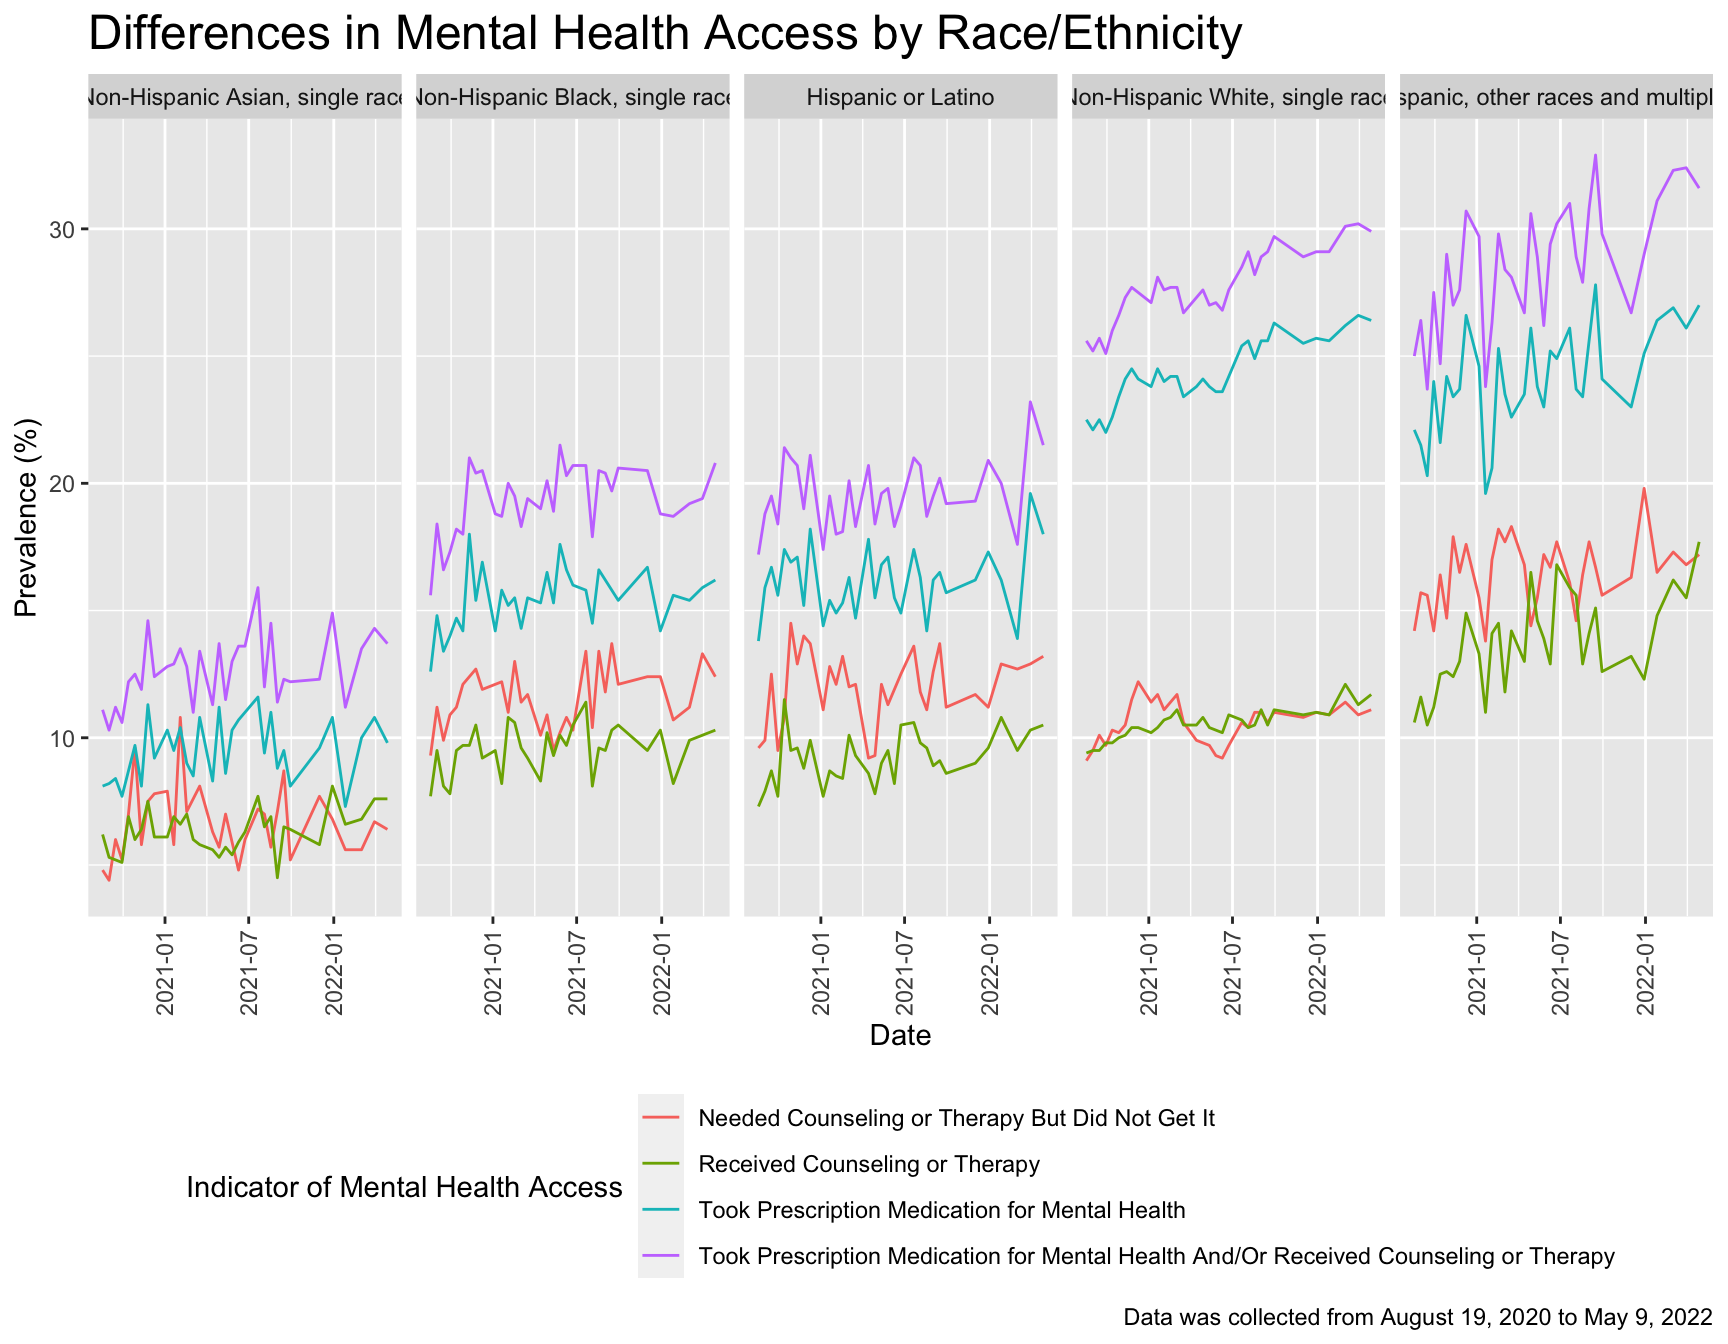 Differences in Mental Health Access by Race/Ethnicity
Non-Hispanic Asian, single race
Non-Hispanic Black, single race
Hispanic or Latino
Non-Hispanic White, single race
spanic, other races and multipl
Prevalence (%)
30
20
10
2021-01
2021-07
2022-01
2021-01
2021-07
2022-01
2021-01
2021-07
2022-01
2021-01
2021-07
2022-01
2021-01
2021-07
2022-01
Date
Indicator of Mental Health Access
Needed Counseling or Therapy But Did Not Get It
Received Counseling or Therapy
Took Prescription Medication for Mental Health
Took Prescription Medication for Mental Health And/Or Received Counseling or Therapy
Data was collected from August 19, 2020 to May 9, 2022